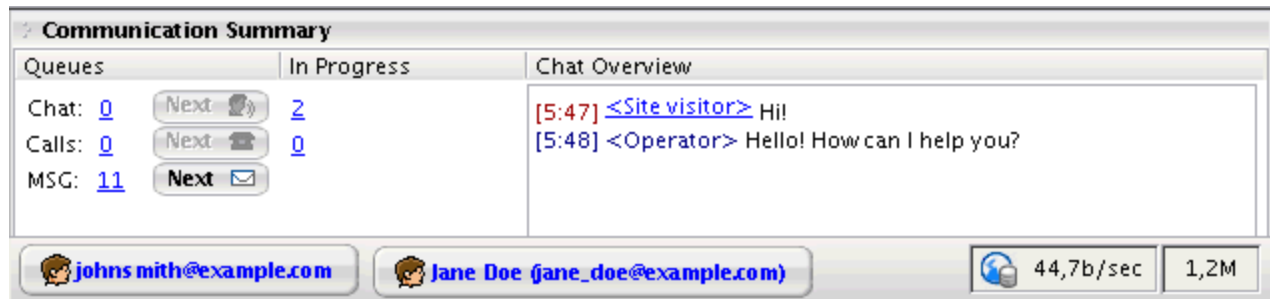 Communication Summary
Queues In Progress Chat Overview
Chat: 0 Next 2
Calls: 0 Next 0
MSG: 11 Next
[5:47] <Site visitor> Hi!
[5:48] <Operator> Hello! How can I help you?
johnsmith@example.com Jane Doe (jane_doe@example.com) 44,7b/sec 1,2M